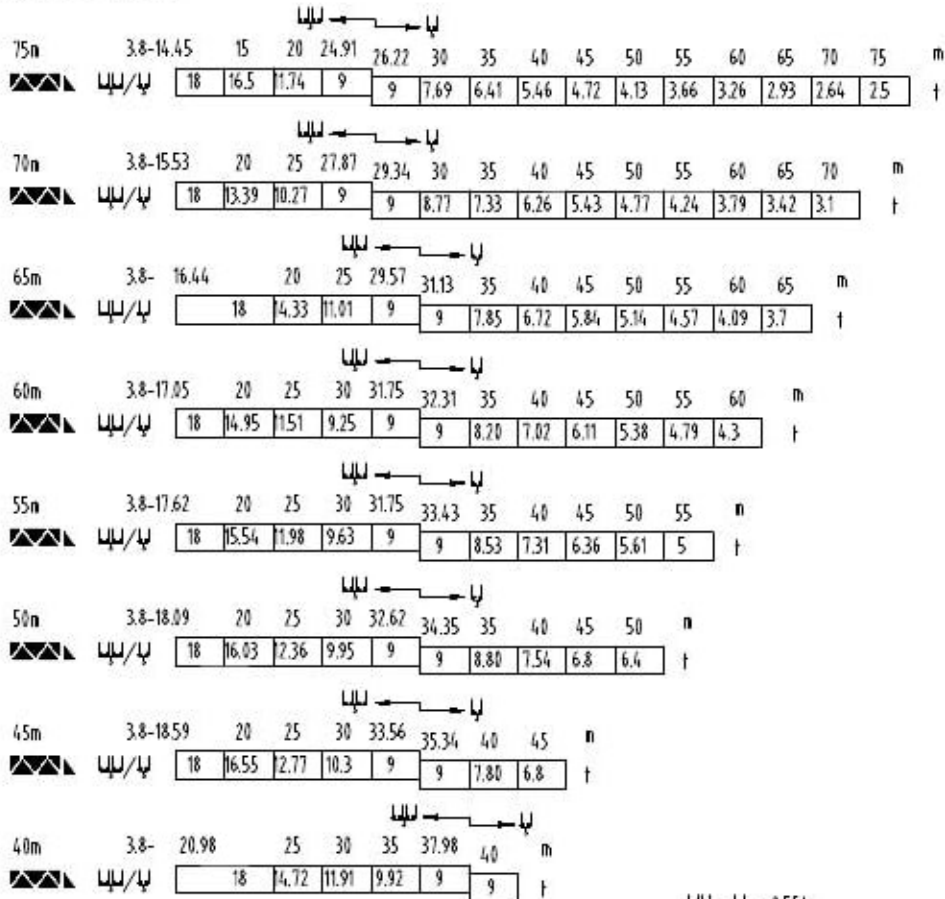 75m 3.8-14.45 15 20 24.91 26.22 30 35 40 45 50 55 60 65 70 75 m
18 16.5 11.74 9 9 7.69 6.41 5.46 4.72 4.13 3.66 3.26 2.93 2.64 2.5 t
70m 3.8-15.53 20 25 27.87 29.34 30 35 40 45 50 55 60 65 70 m
18 13.39 10.27 9 9 8.77 7.33 6.26 5.43 4.77 4.24 3.79 3.42 3.1 t
65m 3.8- 16.44 20 25 29.57 31.13 35 40 45 50 55 60 65 m
18 14.33 11.01 9 9 7.85 6.72 5.84 5.14 4.57 4.09 3.7 t
60m 3.8-17.05 20 25 30 31.75 32.31 35 40 45 50 55 60 m
18 14.95 11.51 9.25 9 9 8.20 7.02 6.11 5.38 4.79 4.3 t
55m 3.8-17.62 20 25 30 31.75 33.43 35 40 45 50 55 m
18 15.54 11.98 9.63 9 9 8.53 7.31 6.36 5.61 5 t
50m 3.8-18.09 20 25 30 32.62 34.35 35 40 45 50 m
18 16.03 12.36 9.95 9 9 8.80 7.54 6.8 6.4 t
45m 3.8-18.59 20 25 30 33.56 35.34 40 45 m
18 16.55 12.77 10.3 9 9 7.80 6.8 t
40m 3.8- 20.98 25 30 35 37.98 40 m
18 14.72 11.91 9.92 9 9 t